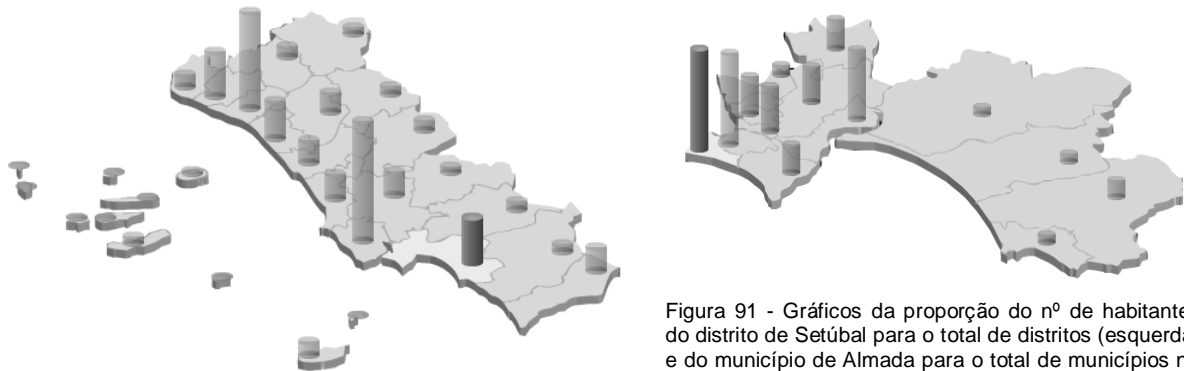 Figura 91 - Gráficos da proporção do nº de habitante
do distrito de Setúbal para o total de distritos (esquerda
e do município de Almada para o total de municípios n